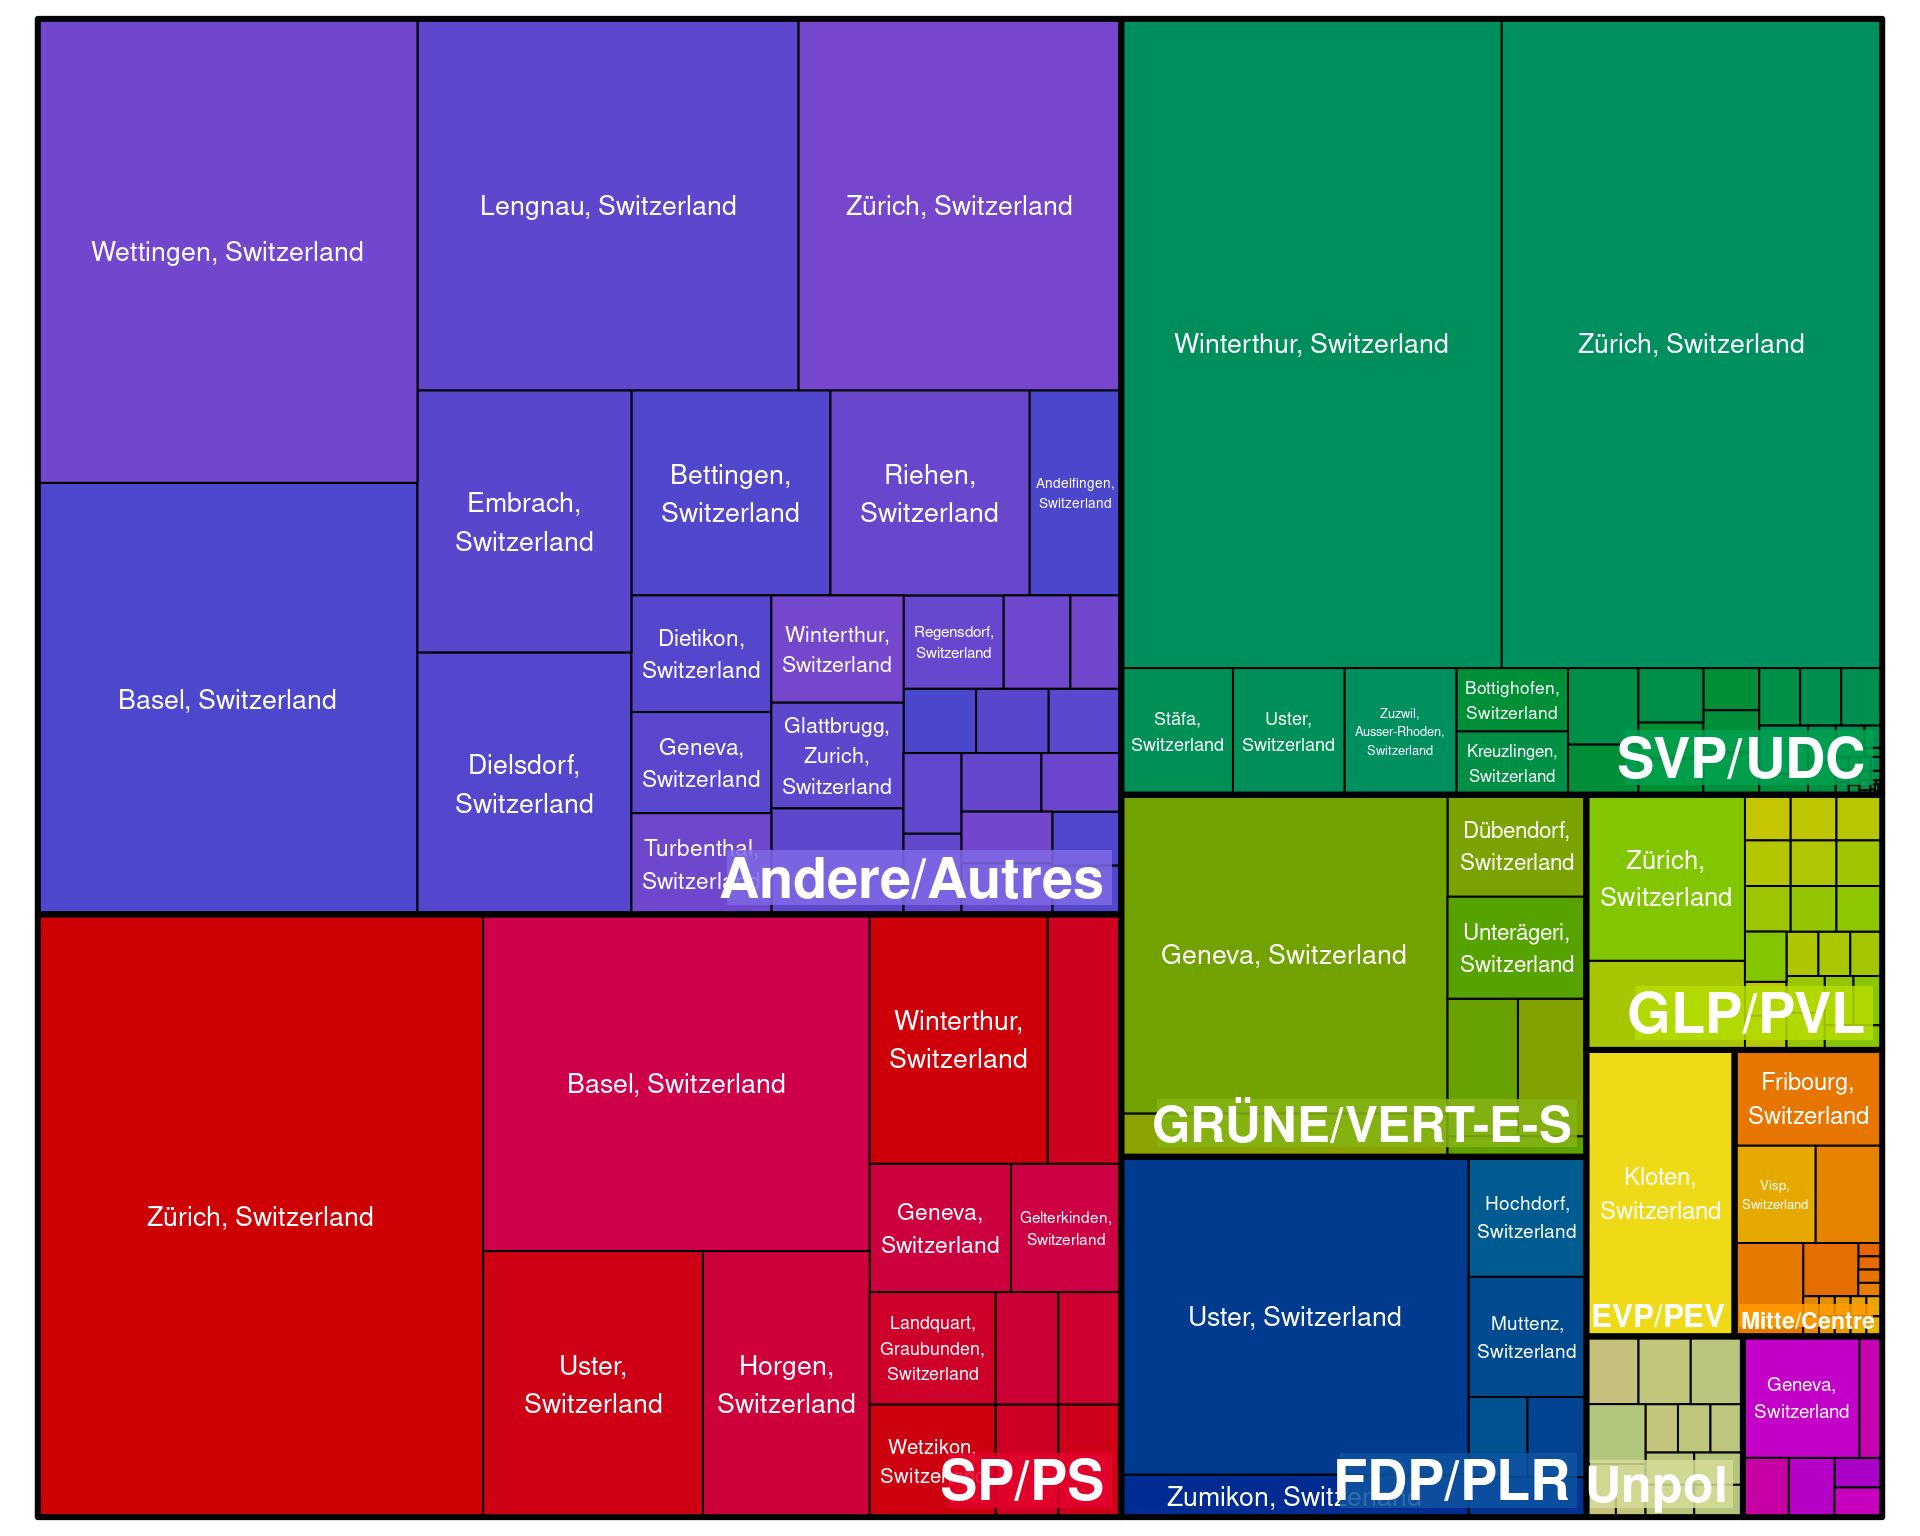 Wettingen, Switzerland
Lengnau, Switzerland
Zürich, Switzerland
Basel, Switzerland
Embrach,
Switzerland
Bettingen,
Switzerland
Riehen,
Switzerland
Andelfingen,
Switzerland
Dielsdorf,
Switzerland
Dietikon,
Switzerland
Winterthur,
Switzerland
Regensdorf,
Switzerland
Geneva,
Switzerland
Glattbrugg,
Zurich,
Switzerland
Turbenthal,
Switzerland
Andere/Autres
Winterthur, Switzerland
Zürich, Switzerland
Stäfa,
Switzerland
Uster,
Switzerland
Zuzwil,
Ausser-Rhoden,
Switzerland
Bottighofen,
Switzerland
Kreuzlingen,
Switzerland
SVP/UDC
Zürich, Switzerland
Basel, Switzerland
Uster,
Switzerland
Horgen,
Switzerland
Winterthur,
Switzerland
Geneva,
Switzerland
Gelterkinden,
Switzerland
Landquart,
Graubunden,
Switzerland
Wetzikon,
Switzerland
SP/PS
Geneva, Switzerland
Dübendorf,
Switzerland
Unterägeri,
Switzerland
GRÜNE/VERT-E-S
Zürich,
Switzerland
GLP/PVL
Uster, Switzerland
Hochdorf,
Switzerland
Muttenz,
Switzerland
Zumikon, Switzerland
FDP/PLR
Kloten,
Switzerland
EVP/PEV
Fribourg,
Switzerland
Visp,
Switzerland
Mitte/Centre
Unpol
Geneva,
Switzerland